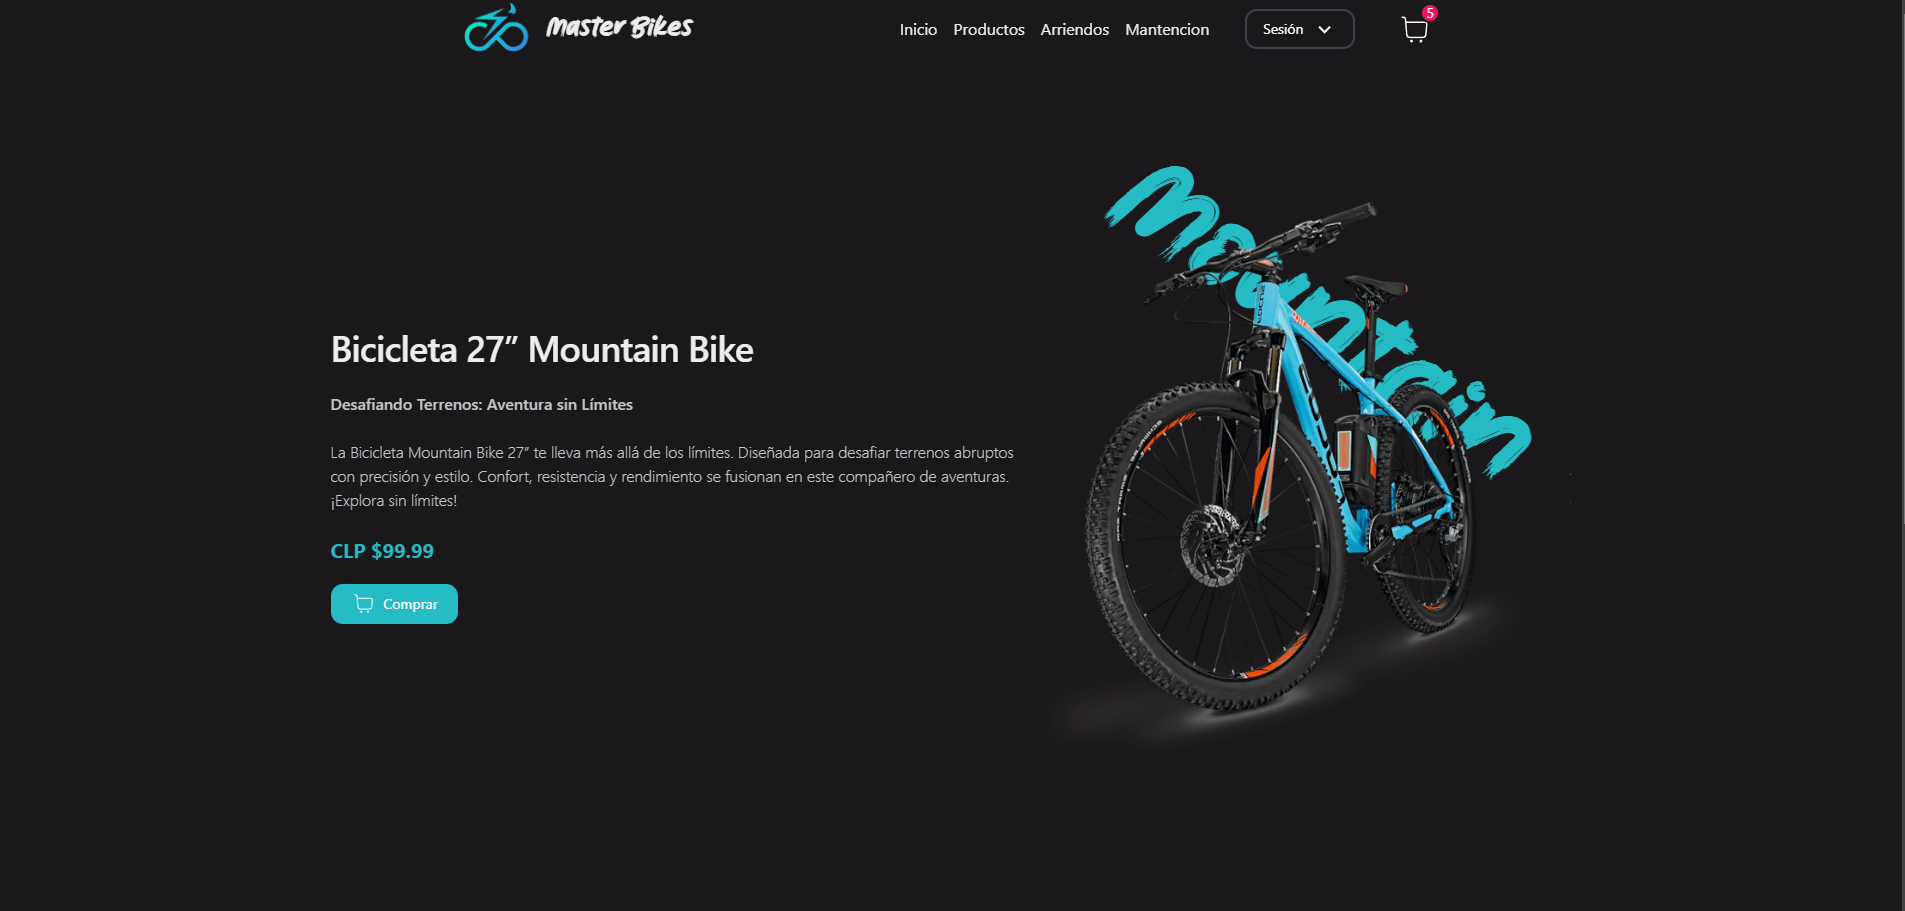 Master Bikes
Inicio Productos Arriendos Mantencion Sesión 5
Mountain
Bicicleta 27” Mountain Bike
Desafiando Terrenos: Aventura sin Límites
La Bicicleta Mountain Bike 27” te lleva más allá de los límites. Diseñada para desafiar terrenos abruptos
con precisión y estilo. Confort, resistencia y rendimiento se fusionan en este compañero de aventuras.
¡Explora sin límites!
CLP $99.99
Comprar